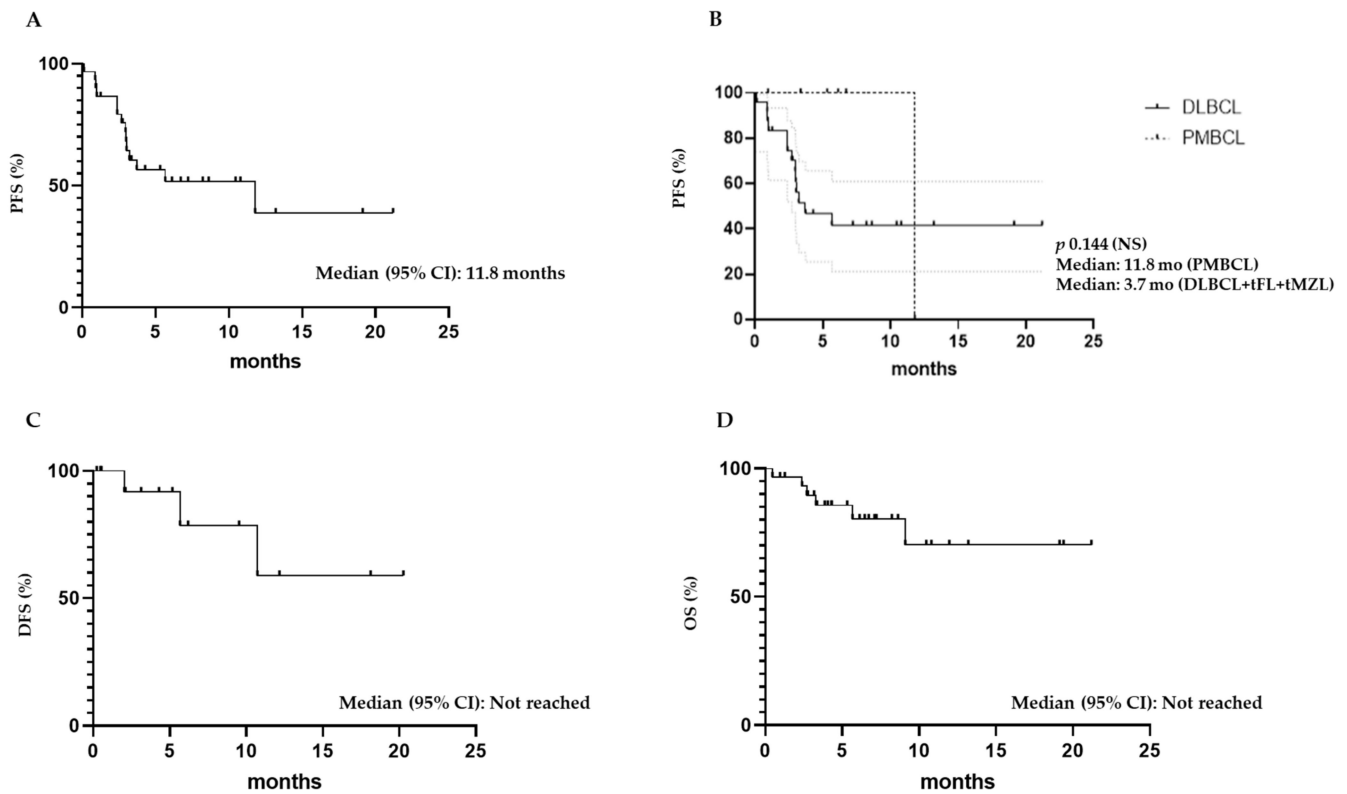 A
PFS (%)
100
50
0
0 5 10 15 20 25
months
Median (95% CI): 11.8 months
B
PFS (%)
100
80
60
40
20
0
0 5 10 15 20 25
months
DLBCL
PMBCL
p 0.144 (NS)
Median: 11.8 mo (PMBCL)
Median: 3.7 mo (DLBCL+tFL+tMZL)
C
DFS (%)
100
50
0
0 5 10 15 20 25
months
Median (95% CI): Not reached
D
OS (%)
100
50
0
0 5 10 15 20 25
months
Median (95% CI): Not reached